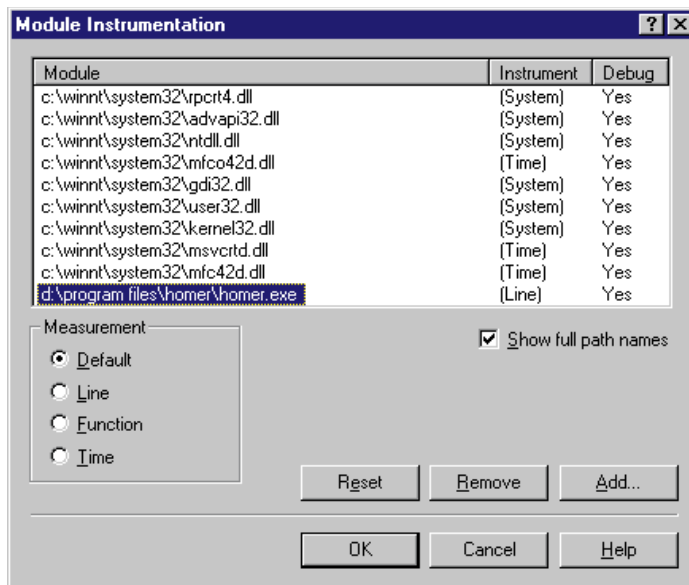 Module Instrumentation
Module Instrument Debug
c:\winnt\system32\rpcrt4.dll (System) Yes
c:\winnt\system32\advapi32.dll (System) Yes
c:\winnt\system32\ntdll.dll (System) Yes
c:\winnt\system32\mfco42d.dll (Time) Yes
c:\winnt\system32\gdi32.dll (System) Yes
c:\winnt\system32\user32.dll (System) Yes
c:\winnt\system32\kernel32.dll (System) Yes
c:\winnt\system32\msvcrtd.dll (Time) Yes
c:\winnt\system32\mfc42d.dll (Time) Yes
d:\program files\homer\homer.exe (Line) Yes
Measurement
Default
Line
Function
Time
Show full path names
Reset Remove Add...
OK Cancel Help